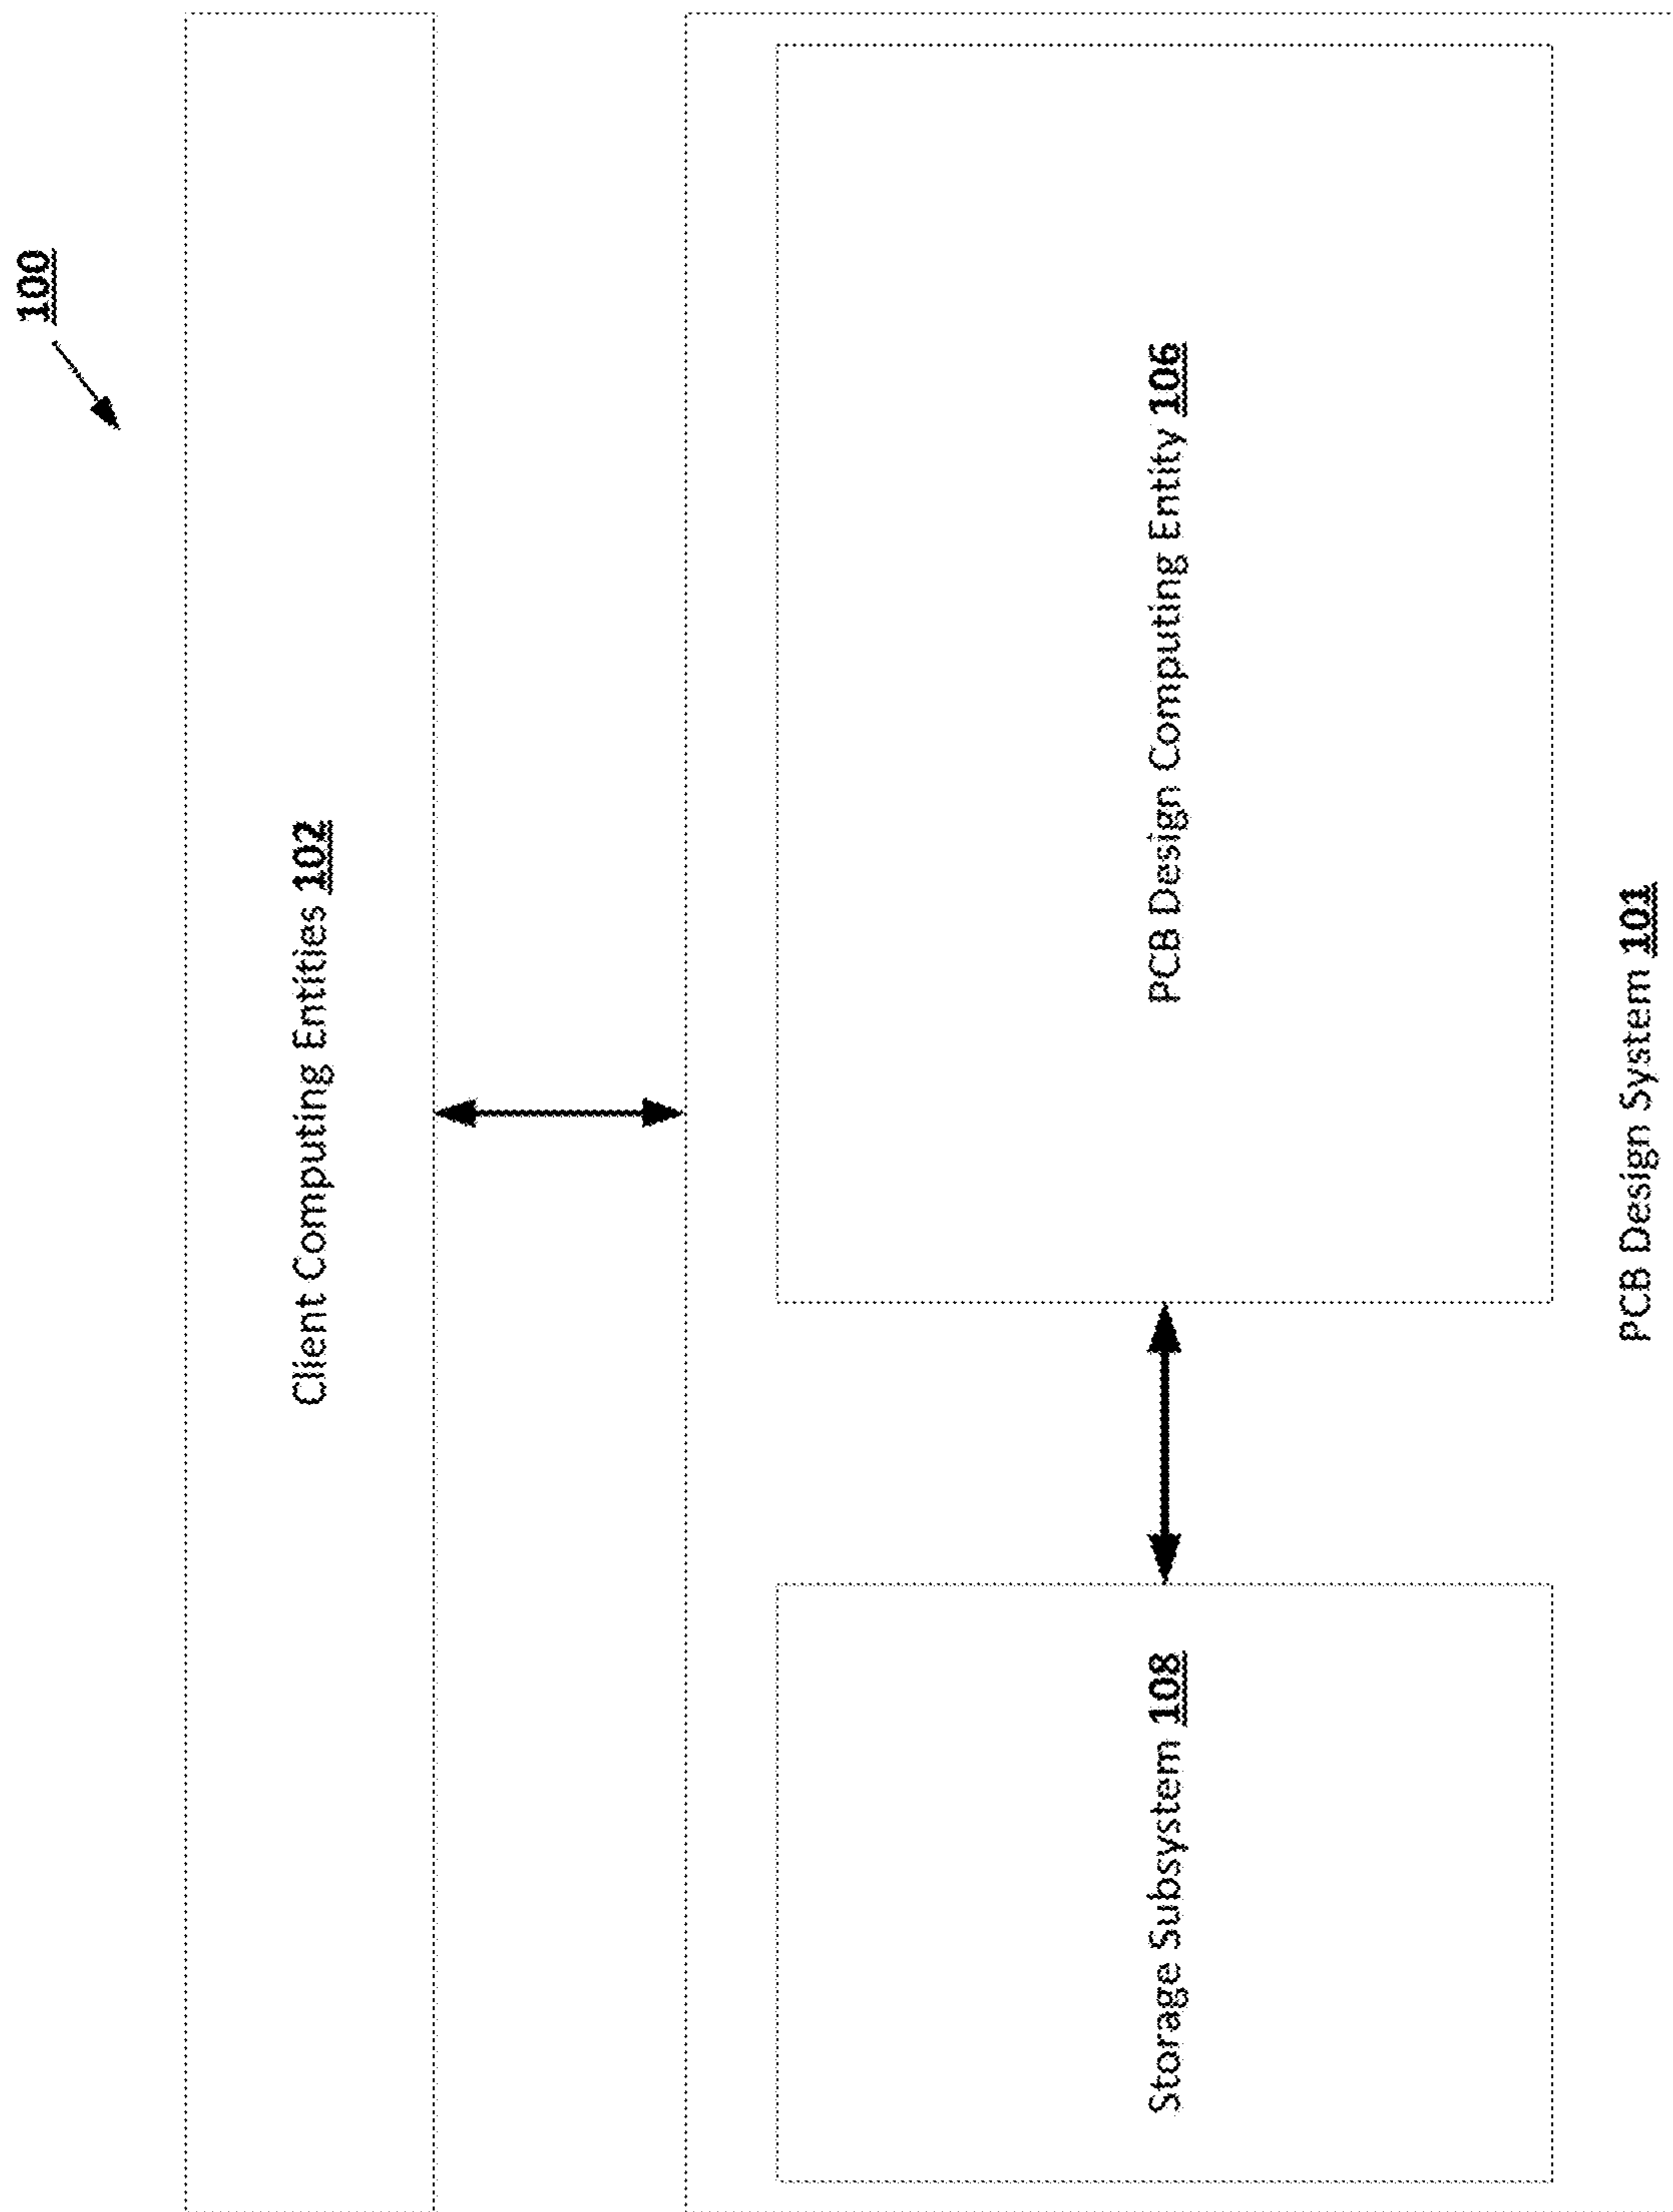 100
Client Computing Entities 102
Storage Subsystem 108
PCB Design Computing Entity 106
PCB Design System 101